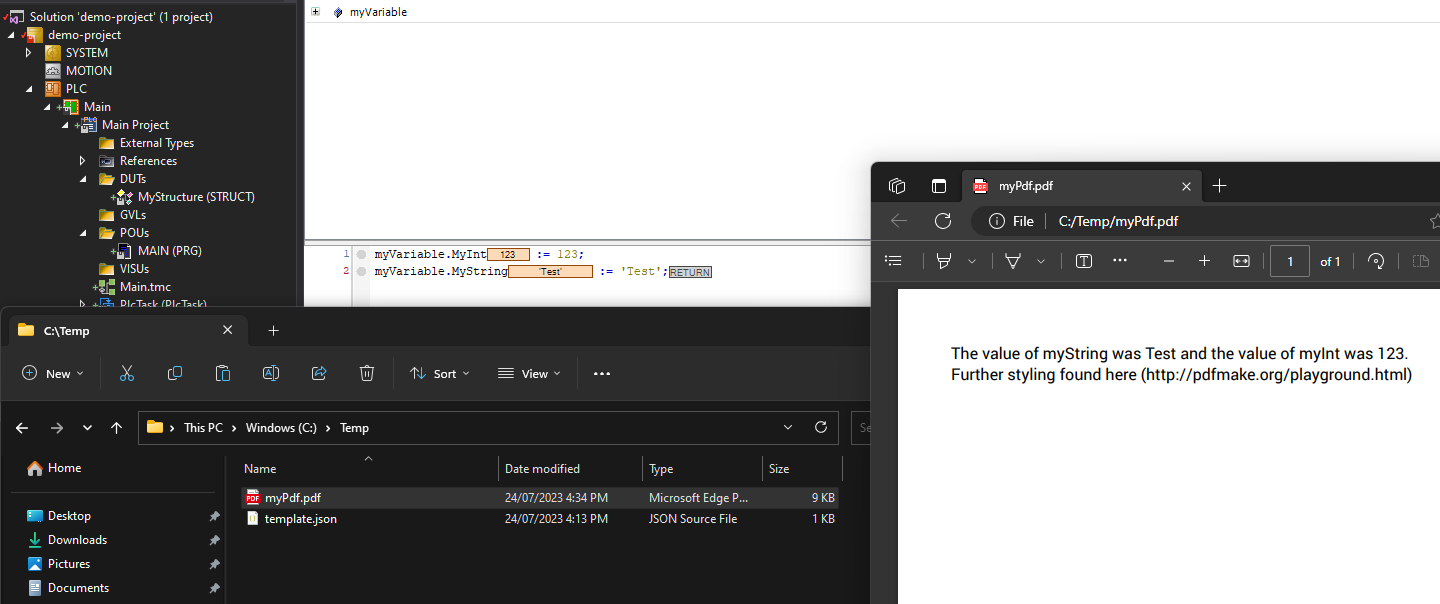 Solution 'demo-project' (1 project)
demo-project
SYSTEM
MOTION
PLC
Main
Main Project
External Types
References
DUTs
MyStructure (STRUCT)
GVLs
POUs
MAIN (PRG)
VISUs
Main.tmc
PlcTask (PlcTask)
myVariable
1 myVariable.MyInt 123 := 123;
2 myVariable.MyString 'Test' := 'Test';RETURN
C:\Temp
New
Sort
View
This PC > Windows (C:) > Temp
Se
Home
Desktop
Downloads
Pictures
Documents
Name Date modified Type Size
myPdf.pdf 24/07/2023 4:34 PM Microsoft Edge P... 9 KB
template.json 24/07/2023 4:13 PM JSON Source File 1 KB
myPdf.pdf
File C:/Temp/myPdf.pdf
1 of 1
The value of myString was Test and the value of myInt was 123.
Further styling found here (http://pdfmake.org/playground.html)